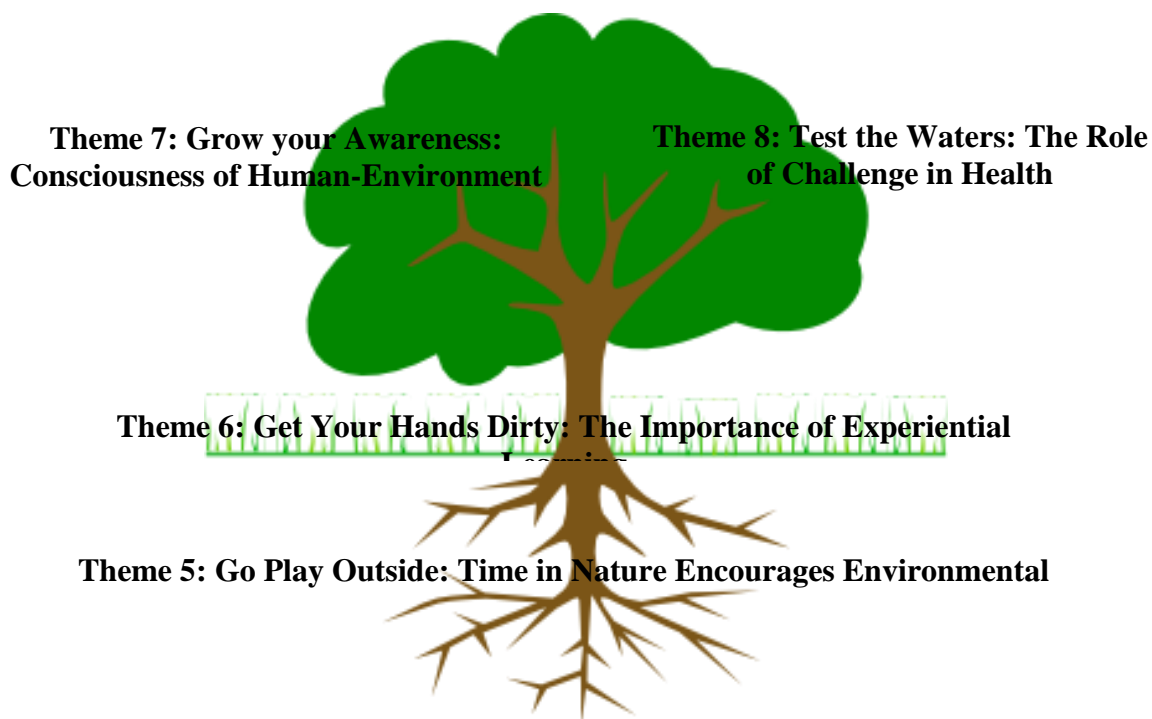 Theme 7: Grow your Awareness:
Consciousness of Human-Environment
Theme 8: Test the Waters: The Role
of Challenge in Health
Theme 6: Get Your Hands Dirty: The Importance of Experiential
Learning
Theme 5: Go Play Outside: Time in Nature Encourages Environmental